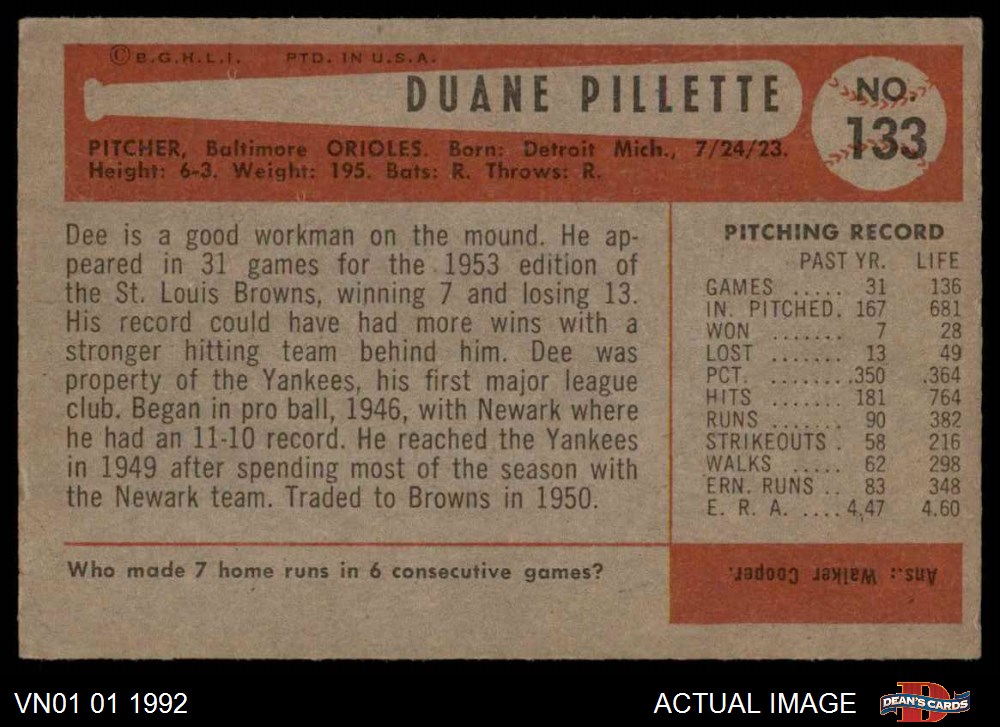 ©B.G.H.L.I. PTD. IN U.S.A.
DUANE PILLETTE
NO.
133
PITCHER, Baltimore ORIOLES. Born: Detroit Mich., 7/24/23.
Height: 6-3. Weight: 195. Bats: R. Throws: R.
Dee is a good workman on the mound. He ap-
peared in 31 games for the 1953 edition of
the St. Louis Browns, winning 7 and losing 13.
His record could have had more wins with a
stronger hitting team behind him. Dee was
property of the Yankees, his first major league
club. Began in pro ball, 1946, with Newark where
he had an 11-10 record. He reached the Yankees
in 1949 after spending most of the season with
the Newark team. Traded to Browns in 1950.
PITCHING RECORD
PAST YR. LIFE
GAMES ..... 31 136
IN. PITCHED. 167 681
WON ....... 7 28
LOST ....... 13 49
PCT. ........ .350 .364
HITS ....... 181 764
RUNS ....... 90 382
STRIKEOUTS . 58 216
WALKS ..... 62 298
ERN. RUNS .. 83 348
E. R. A. .... 4.47 4.60
Who made 7 home runs in 6 consecutive games?
Ans.: Walker Cooper.
VN01 01 1992
ACTUAL IMAGE
DEAN'S CARDS